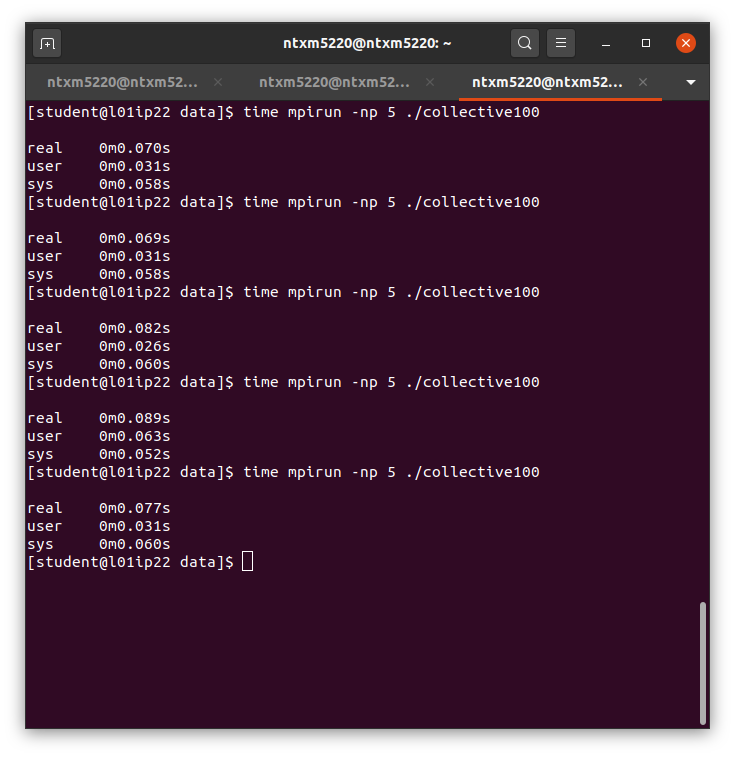 ntxm5220@ntxm5220: ~
ntxm5220@ntxm52... ntxm5220@ntxm52... ntxm5220@ntxm52...
[student@l01ip22 data]$ time mpirun -np 5 ./collective100
real 0m0.070s
user 0m0.031s
sys 0m0.058s
[student@l01ip22 data]$ time mpirun -np 5 ./collective100
real 0m0.069s
user 0m0.031s
sys 0m0.058s
[student@l01ip22 data]$ time mpirun -np 5 ./collective100
real 0m0.082s
user 0m0.026s
sys 0m0.060s
[student@l01ip22 data]$ time mpirun -np 5 ./collective100
real 0m0.089s
user 0m0.063s
sys 0m0.052s
[student@l01ip22 data]$ time mpirun -np 5 ./collective100
real 0m0.077s
user 0m0.031s
sys 0m0.060s
[student@l01ip22 data]$